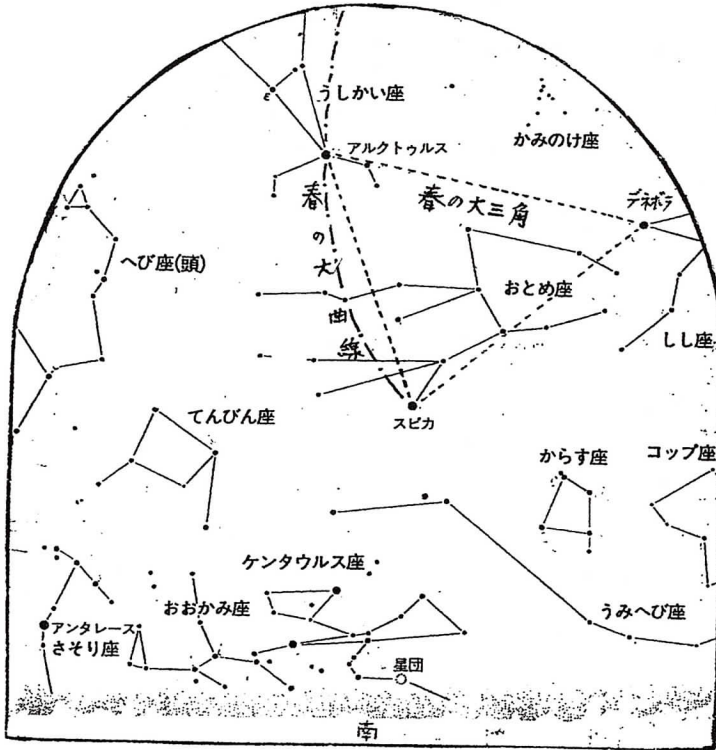 うしかい座
かみのけ座
アルクトゥルス
デネボラ
春の大三角
春の大曲線
へび座(頭)
おとめ座
しし座
スピカ
てんびん座
からす座
コップ座
ケンタウルス座
おおかみ座
うみへび座
アンタレース
さそり座
星団
南
ε